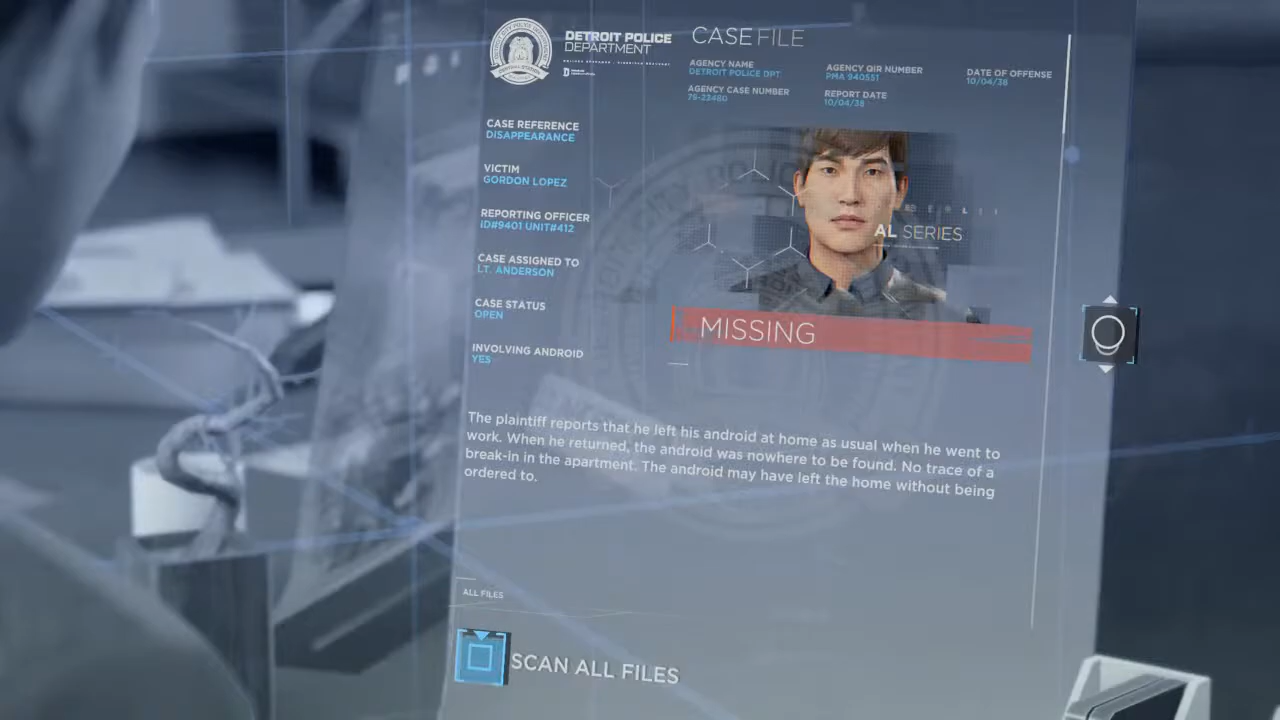 DETROIT POLICE
DEPARTMENT
CASE FILE
AGENCY NAME
DETROIT POLICE DPT.
AGENCY QIR NUMBER
PMA 940551
DATE OF OFFENSE
10/04/38
AGENCY CASE NUMBER
79-22480
REPORT DATE
10/04/38
CASE REFERENCE
DISAPPEARANCE
VICTIM
GORDON LOPEZ
REPORTING OFFICER
ID#9401 UNIT#412
CASE ASSIGNED TO
LT. ANDERSON
CASE STATUS
OPEN
INVOLVING ANDROID
YES
AL SERIES
MISSING
The plaintiff reports that he left his android at home as usual when he went to
work. When he returned, the android was nowhere to be found. No trace of a
break-in in the apartment. The android may have left the home without being
ordered to.
ALL FILES
SCAN ALL FILES